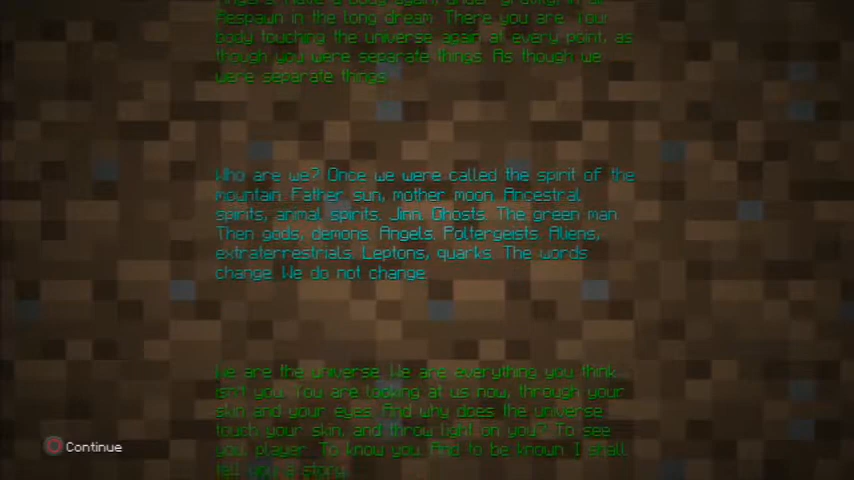 fingers. Have a body again, under gravity, in air.
Respawn in the long dream. There you are. Your
body touching the universe again at every point, as
though you were separate things. As though we
were separate things.
Who are we? Once we were called the spirit of the
mountain. Father sun, mother moon. Ancestral
spirits, animal spirits. Jinn. Ghosts. The green man.
Then gods, demons. Angels. Poltergeists. Aliens,
extraterrestrials. Leptons, quarks. The words
change. We do not change.
We are the universe. We are everything you think
isn't you. You are looking at us now, through your
skin and your eyes. And why does the universe
touch your skin, and throw light on you? To see
you, player. To know you. And to be known. I shall
tell you a story.
Continue